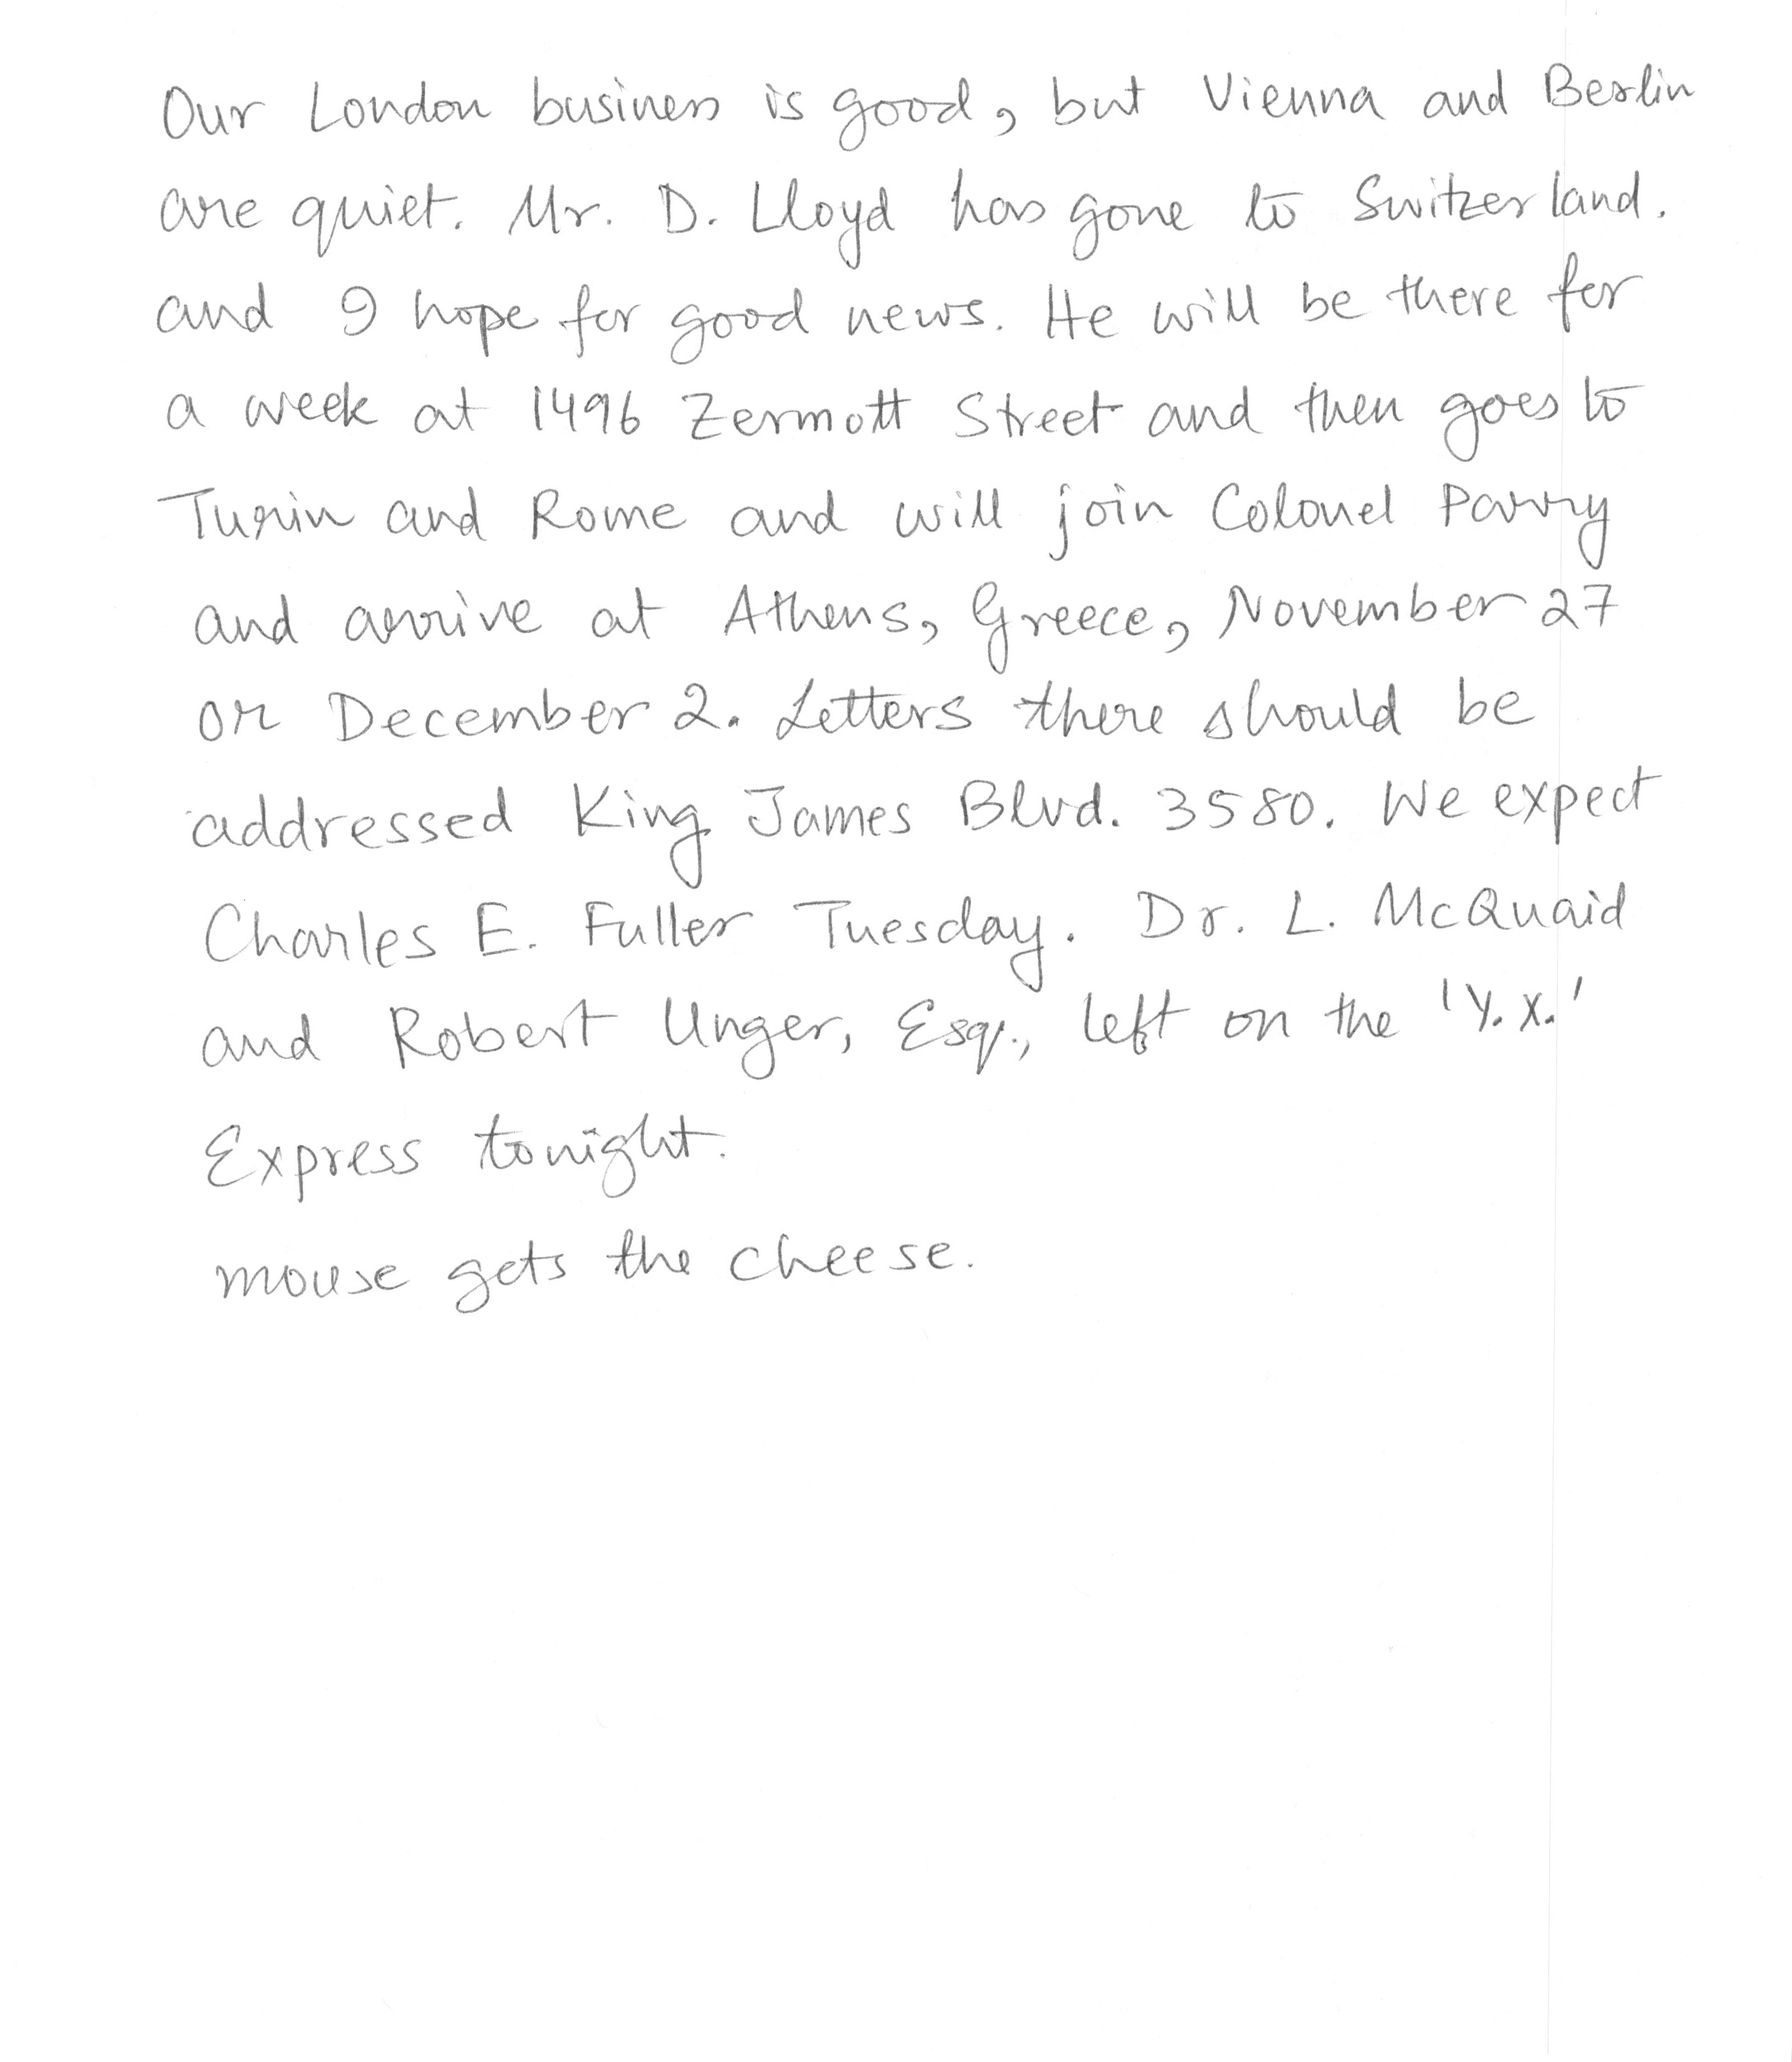 Our London business is good, but Vienna and Berlin
are quiet. Mr. D. Lloyd has gone to Switzerland.
and I hope for good news. He will be there for
a week at 1496 Zermott Street and then goes to
Turin and Rome and will join Colonel Parry
and arrive at Athens, Greece, November 27
or December 2. Letters there should be
addressed King James Blvd. 3580. We expect
Charles E. Fuller Tuesday. Dr. L. McQuaid
and Robert Unger, Esq., left on the 'Y.X.'
Express tonight.
mouse gets the cheese.